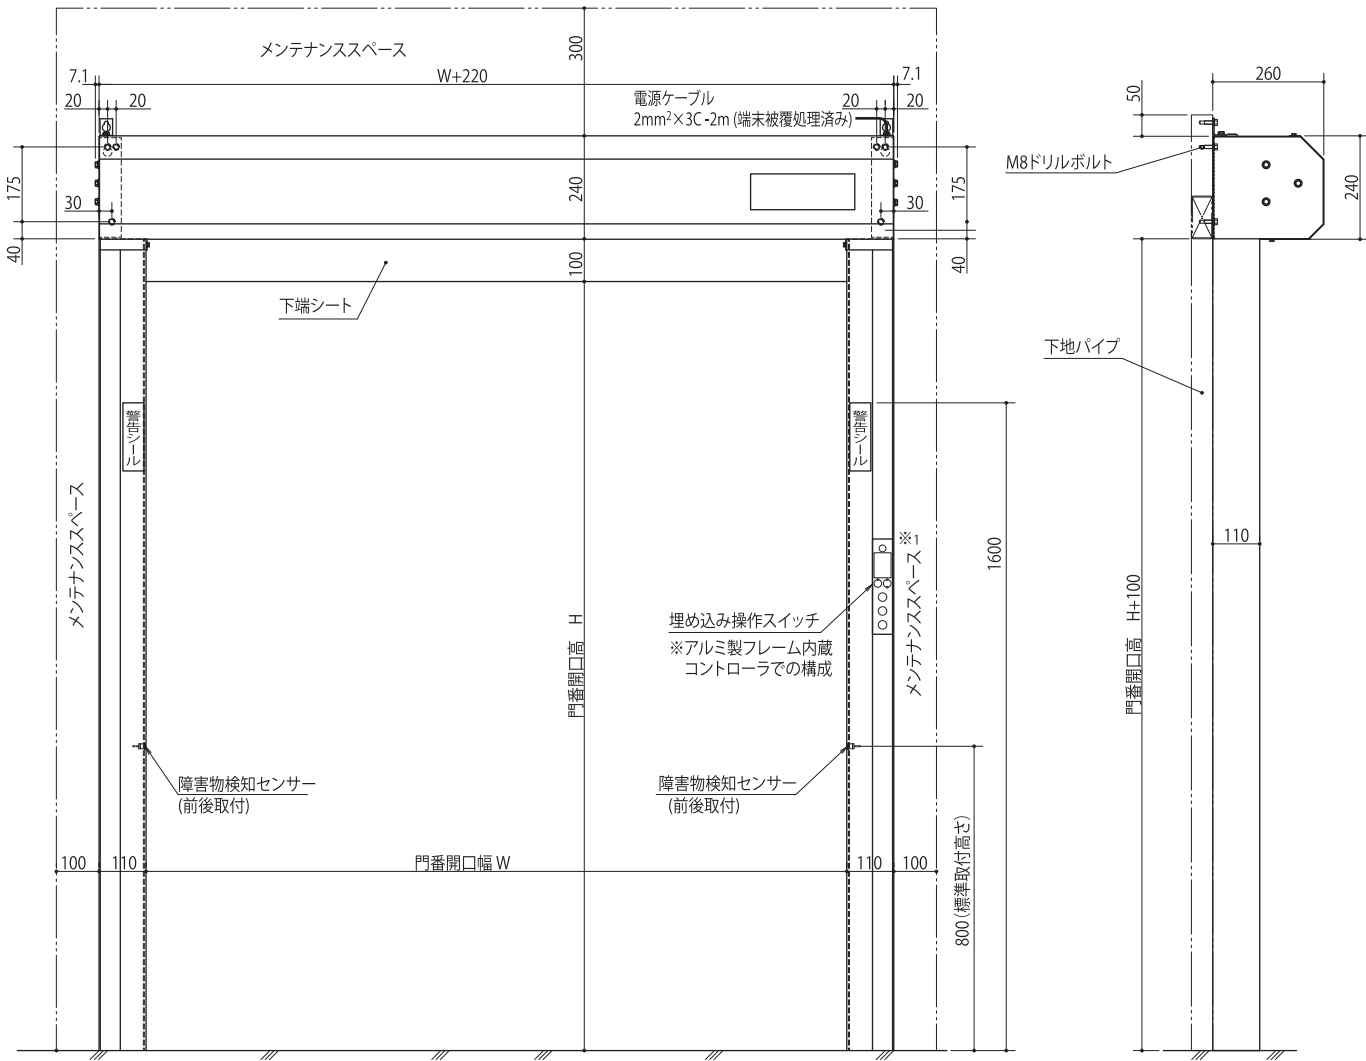 メンテナンススペース
300
7.1
W+220
7.1
20
20
電源ケーブル
2mm²×3C-2m (端末被覆処理済み)
20
20
260
50
M8ドリルボルト
175
30
240
30
175
240
40
100
40
下端シート
下地パイプ
警告シール
警告シール
メンテナンススペース
※1
メンテナンススペース
1600
110
埋め込み操作スイッチ
※アルミ製フレーム内蔵
コントローラでの構成
門番開口高 H
門番開口高 H+100
障害物検知センサー
(前後取付)
障害物検知センサー
(前後取付)
800 (標準取付高さ)
100
110
門番開口幅 W
110
100